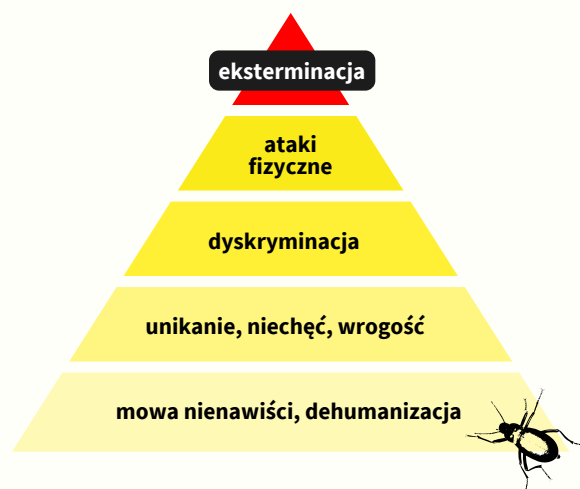 eksterminacja
ataki
fizyczne
dyskryminacja
unikanie, niechęć, wrogość
mowa nienawiści, dehumanizacja